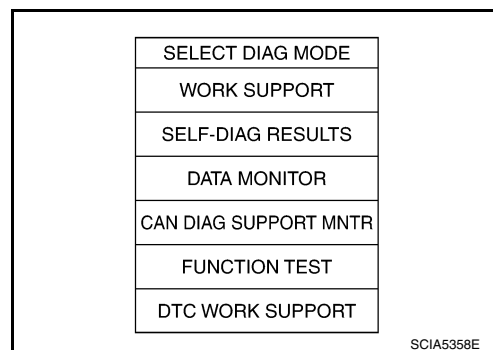 SELECT DIAG MODE
WORK SUPPORT
SELF-DIAG RESULTS
DATA MONITOR
CAN DIAG SUPPORT MNTR
FUNCTION TEST
DTC WORK SUPPORT
SCIA5358E